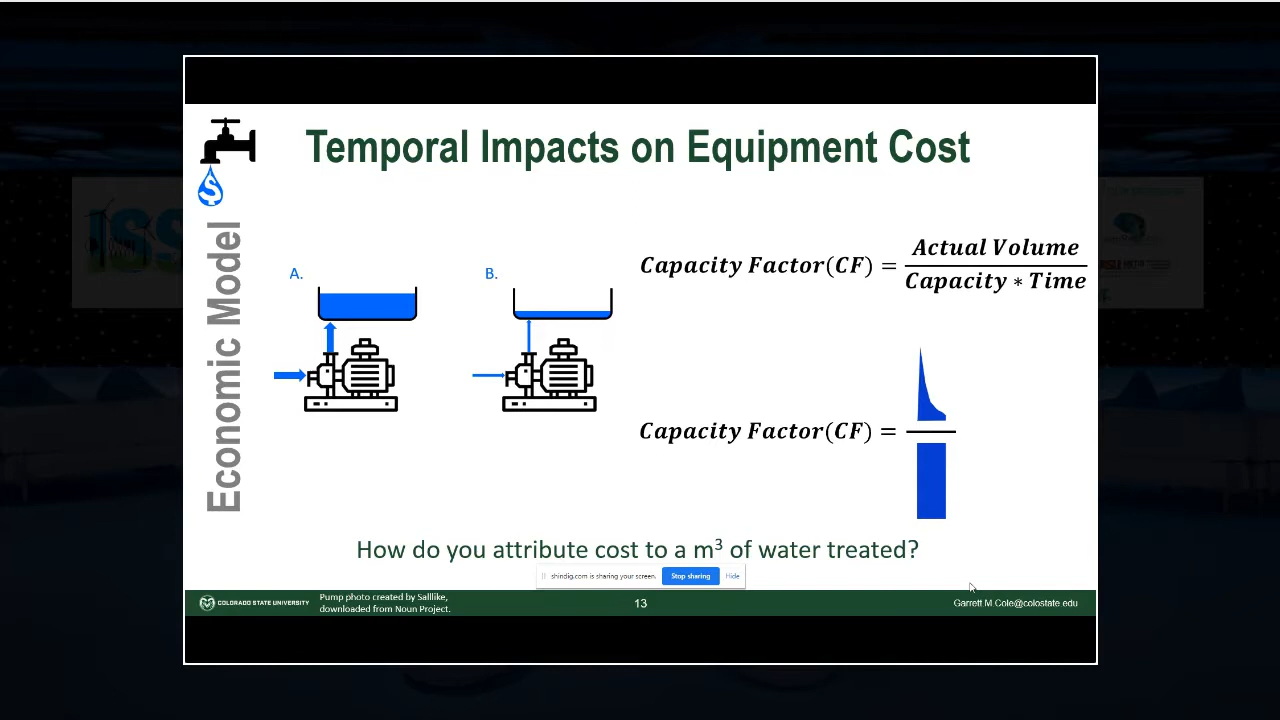 Temporal Impacts on Equipment Cost
$
Economic Model
A.
B.
Capacity Factor(CF) = Actual Volume / Capacity * Time
Capacity Factor(CF) =
How do you attribute cost to a m³ of water treated?
shindig.com is sharing your screen.
Stop sharing
Hide
COLORADO STATE UNIVERSITY
Pump photo created by Salllike,
downloaded from Noun Project.
13
Garrett.M.Cole@colostate.edu
ISS